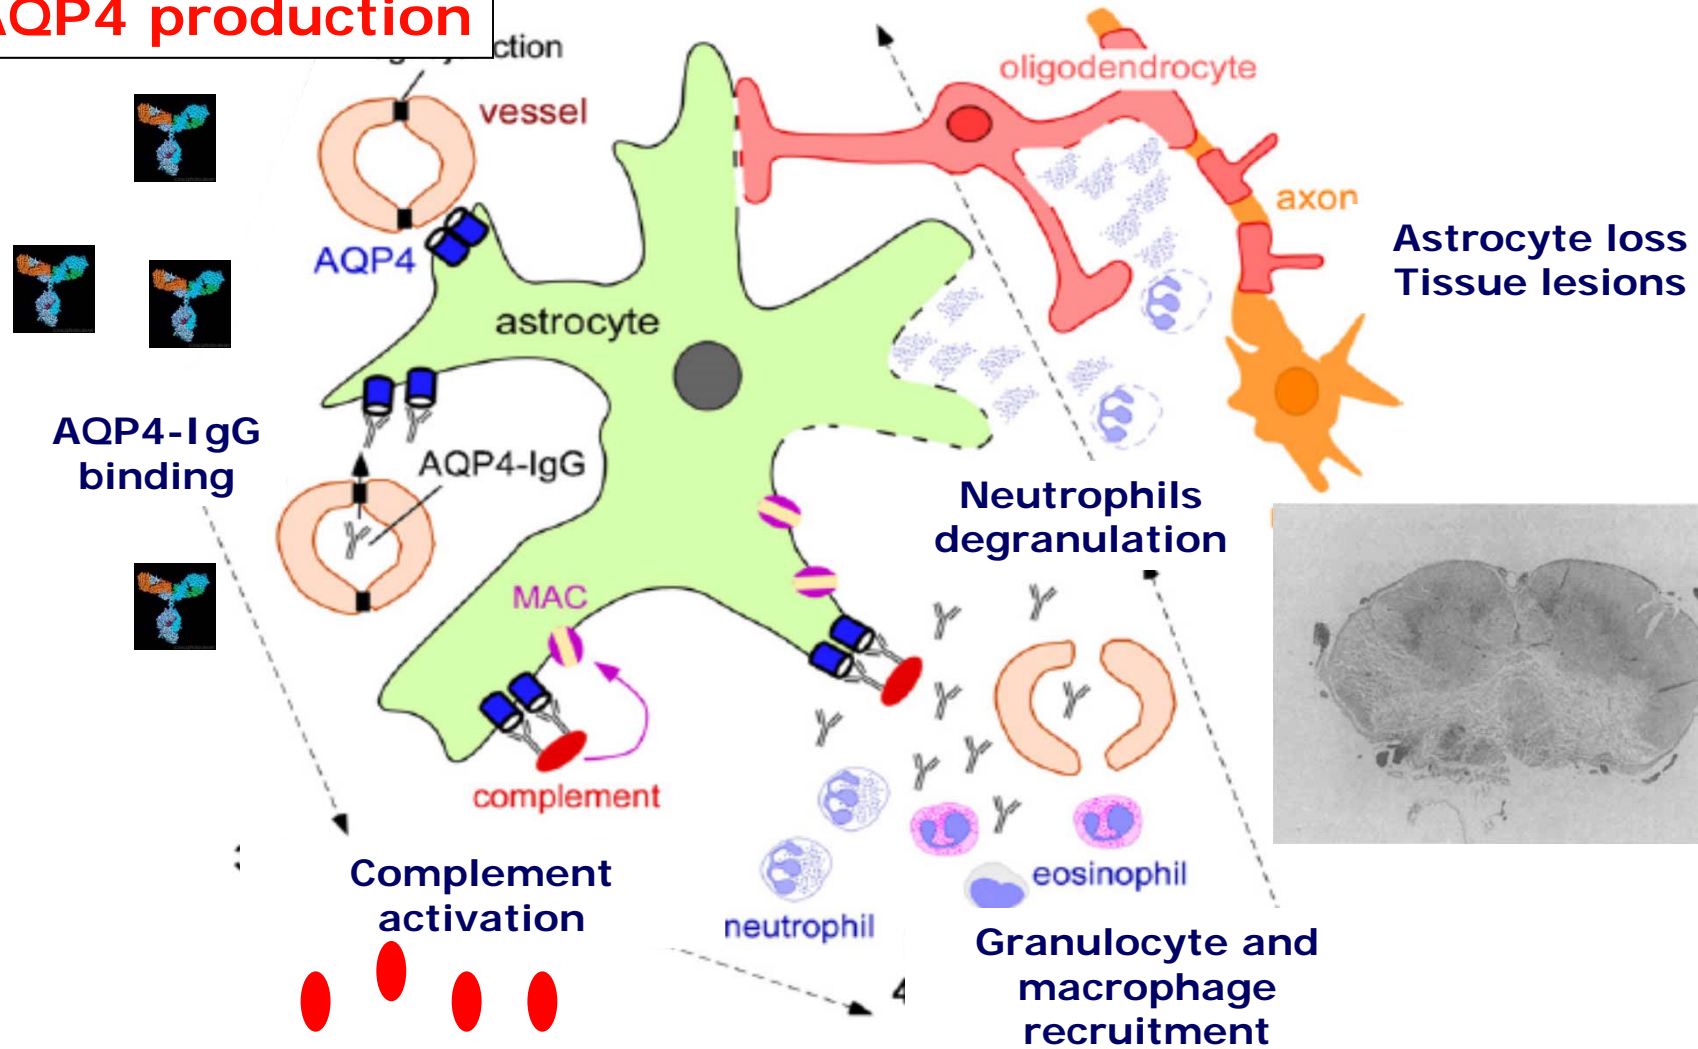 AQP4 production
ction
vessel
oligodendrocyte
axon
AQP4
astrocyte
Astrocyte loss
Tissue lesions
AQP4-IgG
binding
AQP4-IgG
Neutrophils
degranulation
MAC
complement
Complement
activation
neutrophil
eosinophil
Granulocyte and
macrophage
recruitment